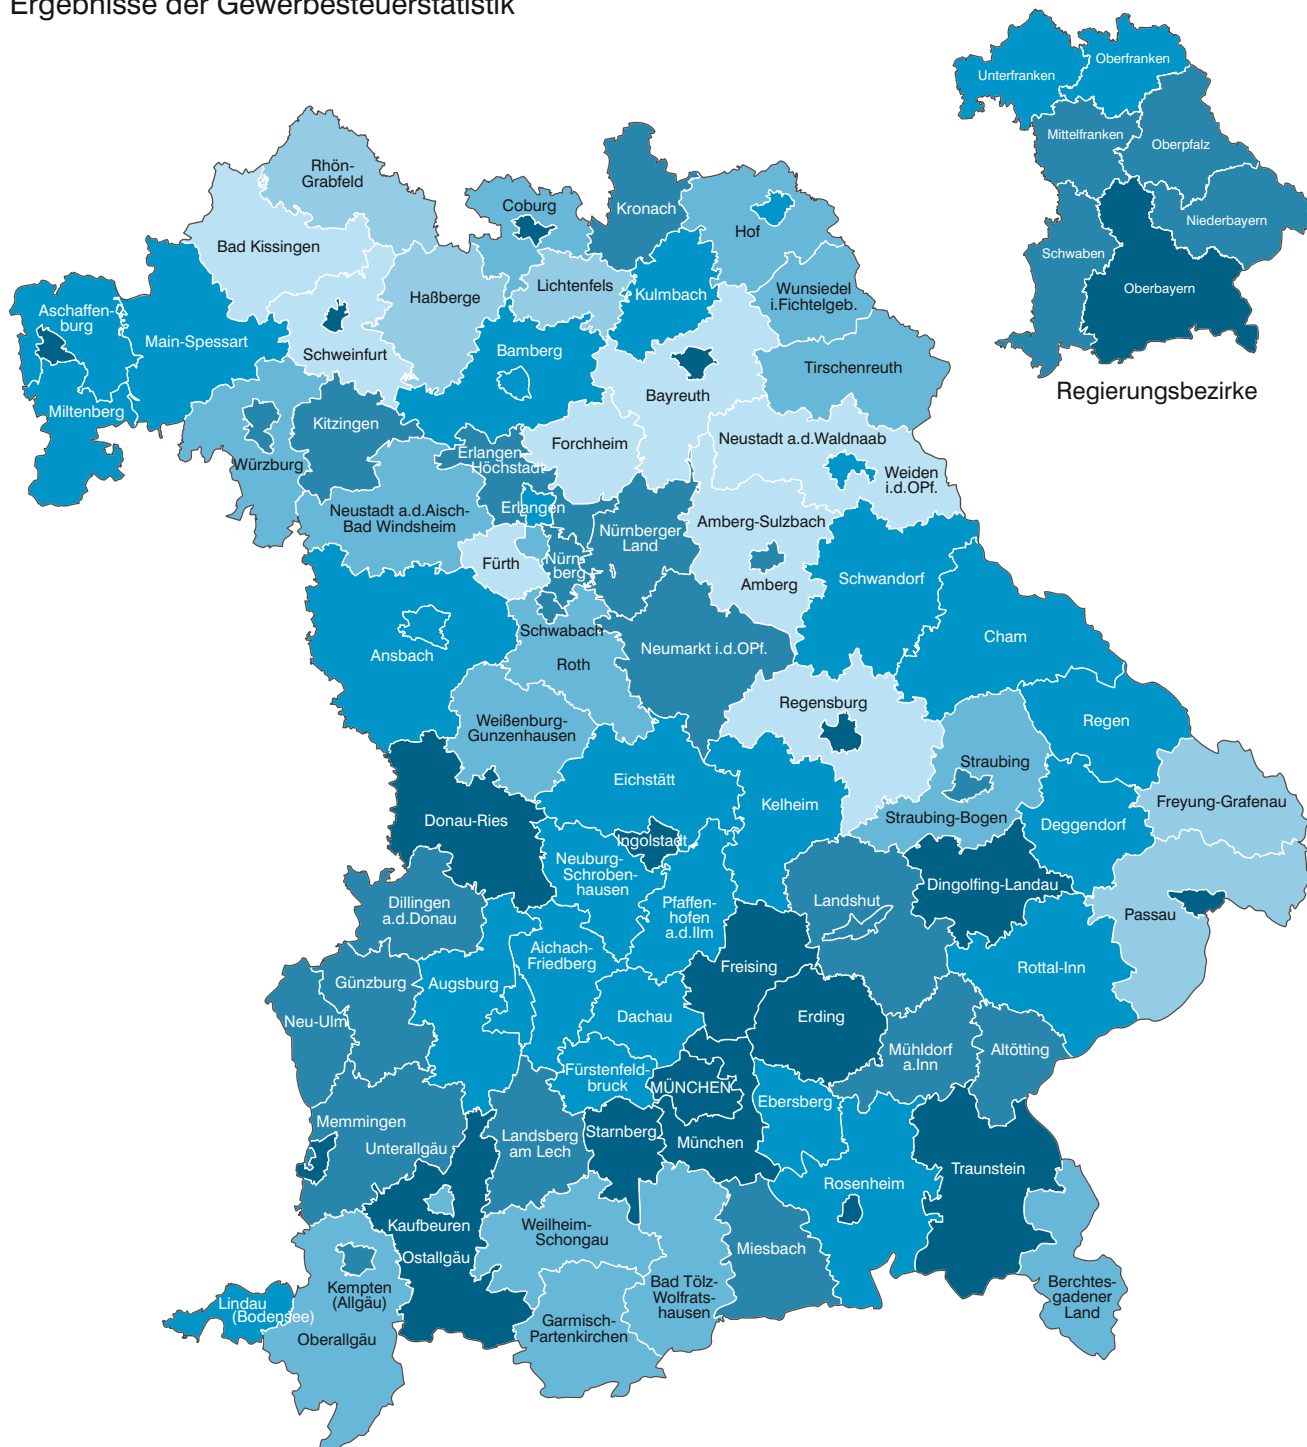 Ergebnisse der Gewerbesteuerstatistik
Unterfranken
Oberfranken
Mittelfranken
Oberpfalz
Niederbayern
Schwaben
Oberbayern
Regierungsbezirke
Rhön-
Grabfeld
Bad Kissingen
Coburg
Kronach
Hof
Haßberge
Lichtenfels
Kulmbach
Wunsiedel
i.Fichtelgeb.
Aschaffen-
burg
Main-Spessart
Schweinfurt
Bamberg
Bayreuth
Tirschenreuth
Miltenberg
Kitzingen
Würzburg
Forchheim
Neustadt a.d.Waldnaab
Weiden
i.d.OPf.
Erlangen-
Höchstadt
Erlangen
Neustadt a.d.Aisch-
Bad Windsheim
Fürth
Nürn-
berg
Nürnberger
Land
Amberg-Sulzbach
Amberg
Schwandorf
Cham
Ansbach
Schwabach
Roth
Neumarkt i.d.OPf.
Regensburg
Regen
Weißenburg-
Gunzenhausen
Eichstätt
Kelheim
Straubing
Straubing-Bogen
Deggendorf
Freyung-Grafenau
Donau-Ries
Ingolstadt
Neuburg-
Schroben-
hausen
Pfaffen-
hofen
a.d.Ilm
Landshut
Dingolfing-Landau
Passau
Dillingen
a.d.Donau
Aichach-
Friedberg
Freising
Rottal-Inn
Günzburg
Augsburg
Neu-Ulm
Dachau
Erding
Mühldorf
a.Inn
Altötting
Fürstenfeld-
bruck
MÜNCHEN
Ebersberg
Memmingen
Unterallgäu
Landsberg
am Lech
Starnberg
München
Traunstein
Rosenheim
Kaufbeuren
Ostallgäu
Weilheim-
Schongau
Miesbach
Bad Tölz-
Wolfrats-
hausen
Berchtes-
gadener
Land
Kempten
(Allgäu)
Lindau
(Bodensee)
Oberallgäu
Garmisch-
Partenkirchen